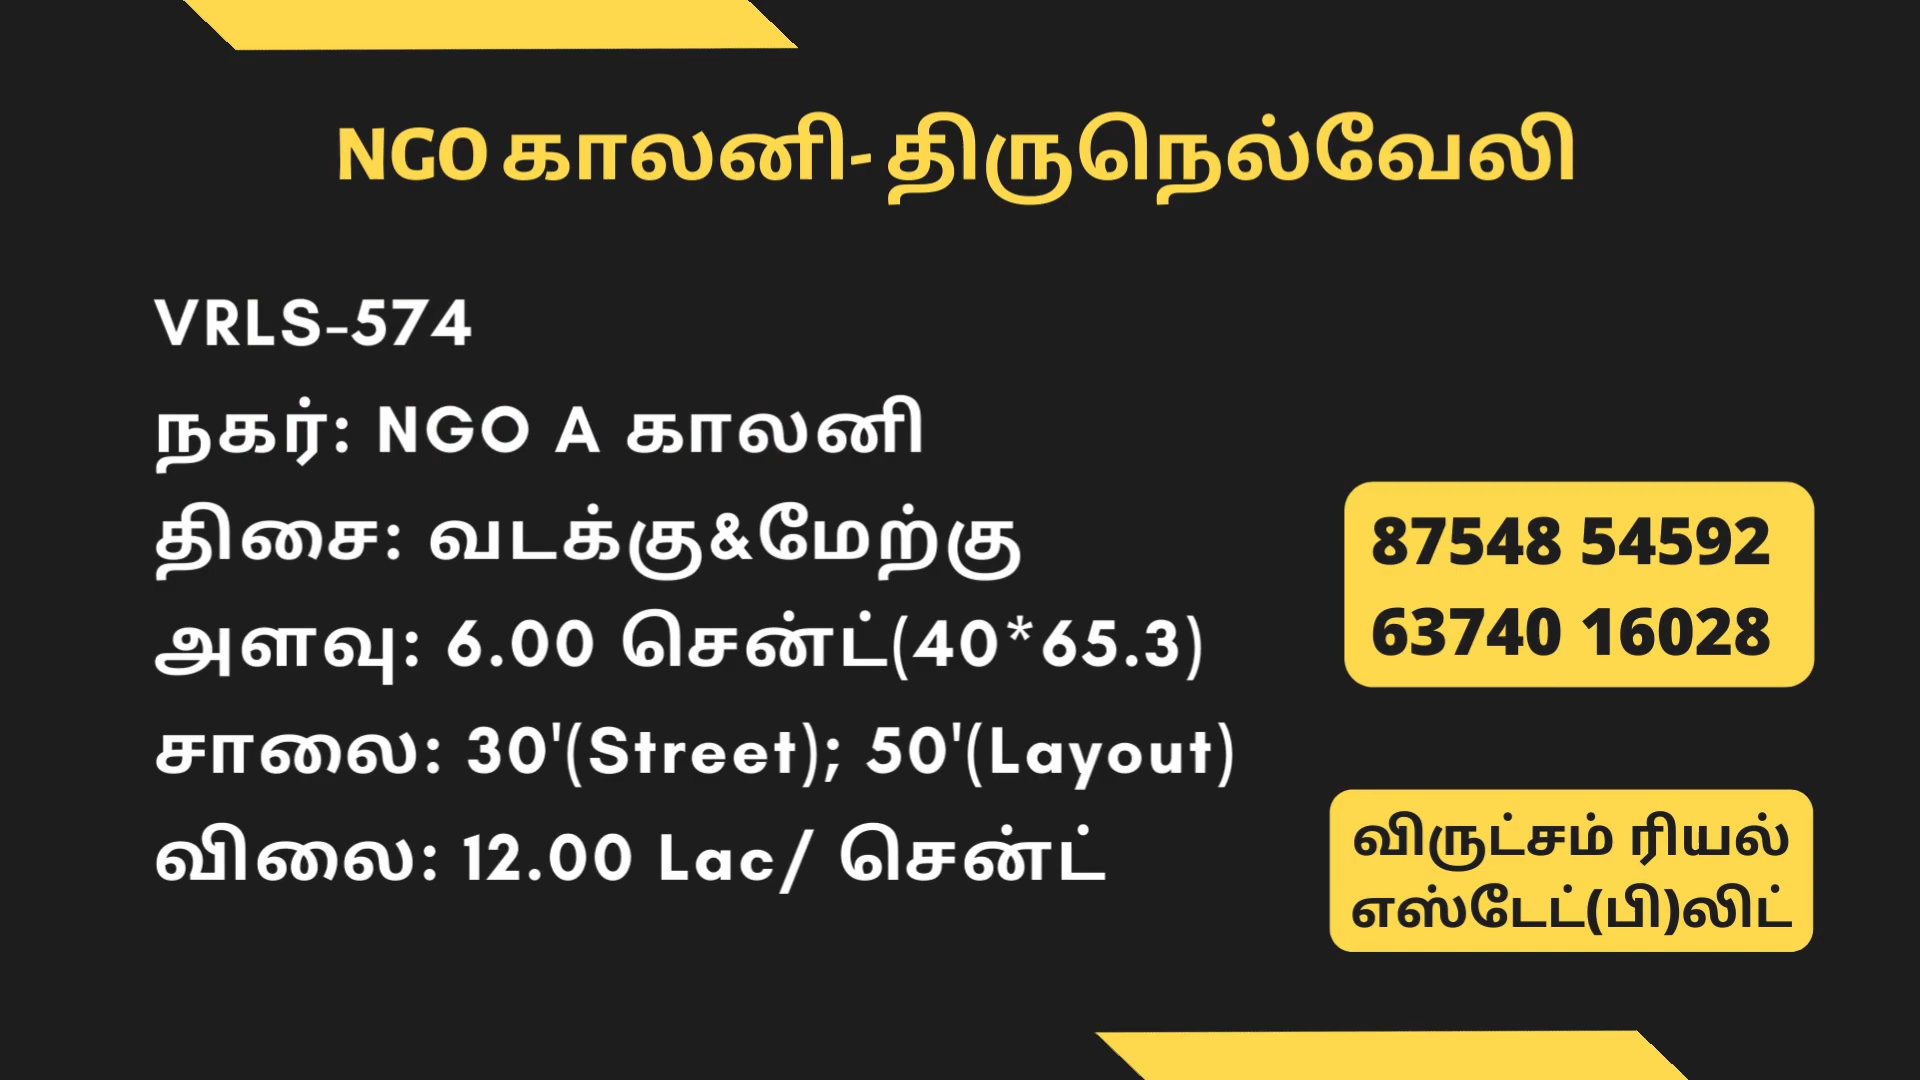 NGO காலனி- திருநெல்வேலி
VRLS-574
நகர்: NGO A காலனி
திசை: வடக்கு&மேற்கு
அளவு: 6.00 சென்ட்(40*65.3)
சாலை: 30'(Street); 50'(Layout)
விலை: 12.00 Lac/ சென்ட்
87548 54592
63740 16028
விருட்சம் ரியல்
எஸ்டேட்(பி)லிட்